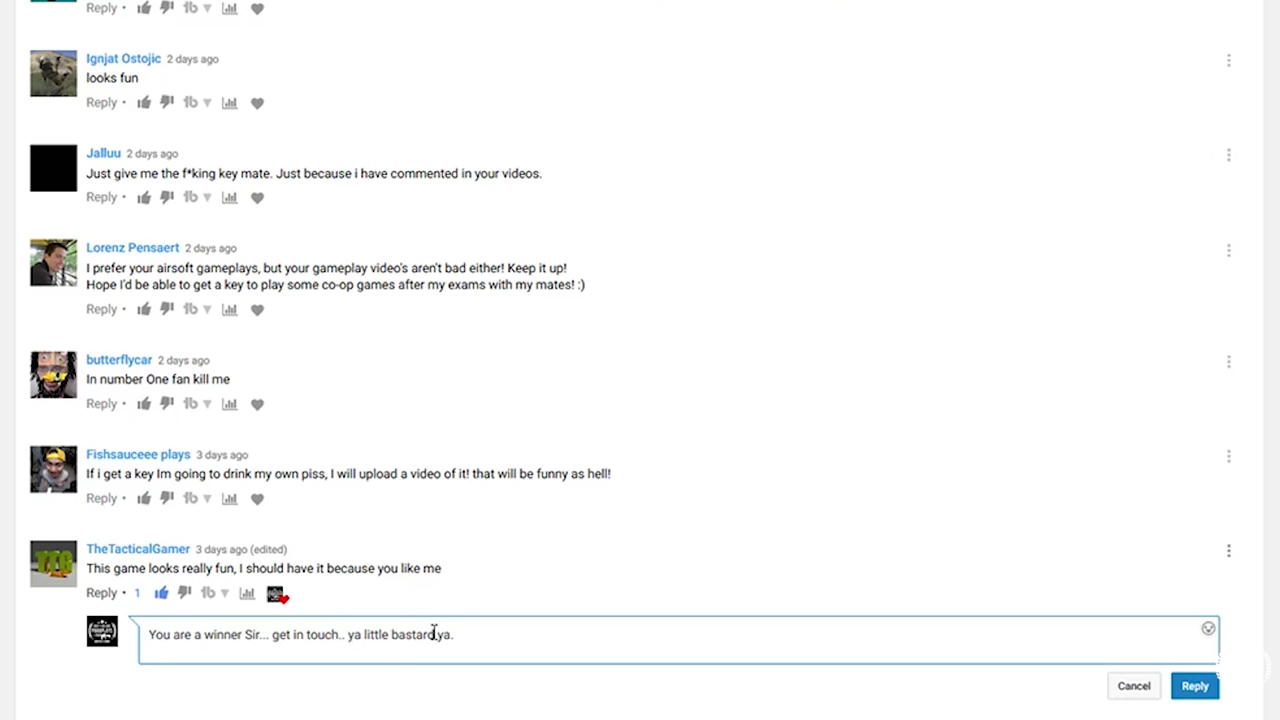 Reply •
Ignjat Ostojic 2 days ago
looks fun
Reply •
Jalluu 2 days ago
Just give me the f*king key mate. Just because i have commented in your videos.
Reply •
Lorenz Pensaert 2 days ago
I prefer your airsoft gameplays, but your gameplay video's aren't bad either! Keep it up!
Hope I'd be able to get a key to play some co-op games after my exams with my mates! :)
Reply •
butterflycar 2 days ago
In number One fan kill me
Reply •
Fishsauceee plays 3 days ago
If i get a key Im going to drink my own piss, I will upload a video of it! that will be funny as hell!
Reply •
TheTacticalGamer 3 days ago (edited)
This game looks really fun, I should have it because you like me
Reply • 1
You are a winner Sir... get in touch.. ya little bastard ya.
Cancel Reply